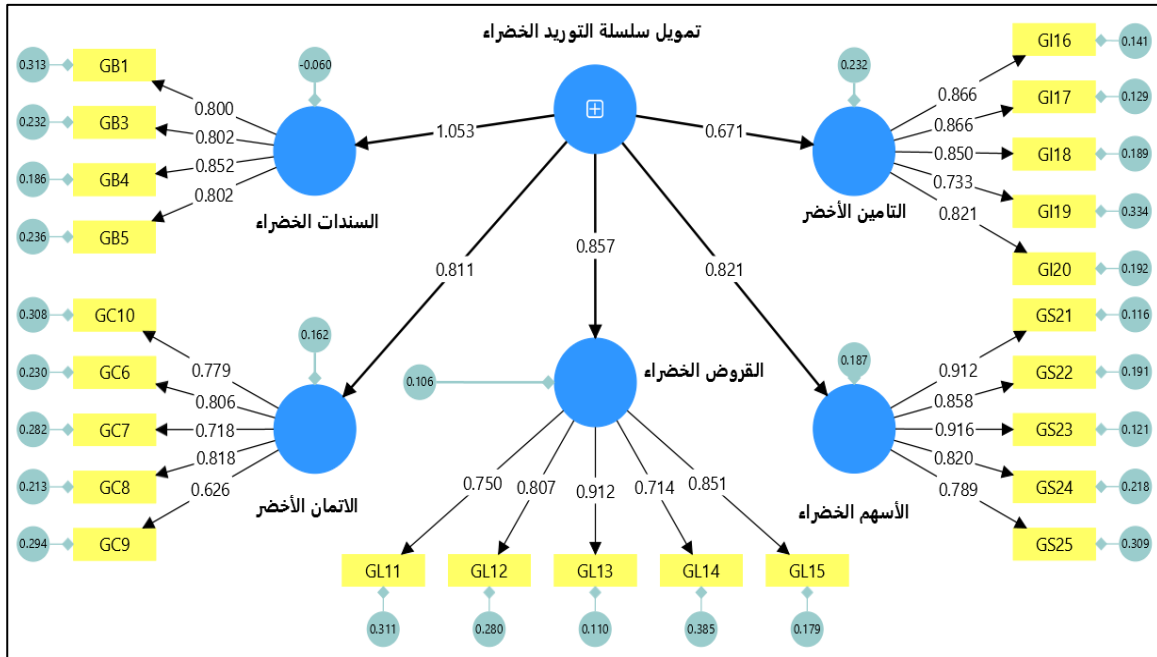 تمويل سلسلة التوريد الخضراء
0.313
GB1
0.800
0.232
GB3
0.802
0.186
GB4
0.852
0.236
GB5
0.802
-0.060
السندات الخضراء
1.053
0.671
0.232
التامين الأخضر
0.866
GI16
0.141
0.866
GI17
0.129
0.850
GI18
0.189
0.733
GI19
0.334
0.821
GI20
0.192
0.811
0.857
0.821
0.308
GC10
0.779
0.230
GC6
0.806
0.282
GC7
0.718
0.213
GC8
0.818
0.294
GC9
0.626
0.162
الاتمان الأخضر
0.106
القروض الخضراء
0.750
0.807
0.912
0.714
0.851
GL11
GL12
GL13
GL14
GL15
0.311
0.280
0.110
0.385
0.179
0.187
الأسهم الخضراء
0.912
GS21
0.116
0.858
GS22
0.191
0.916
GS23
0.121
0.820
GS24
0.218
0.789
GS25
0.309